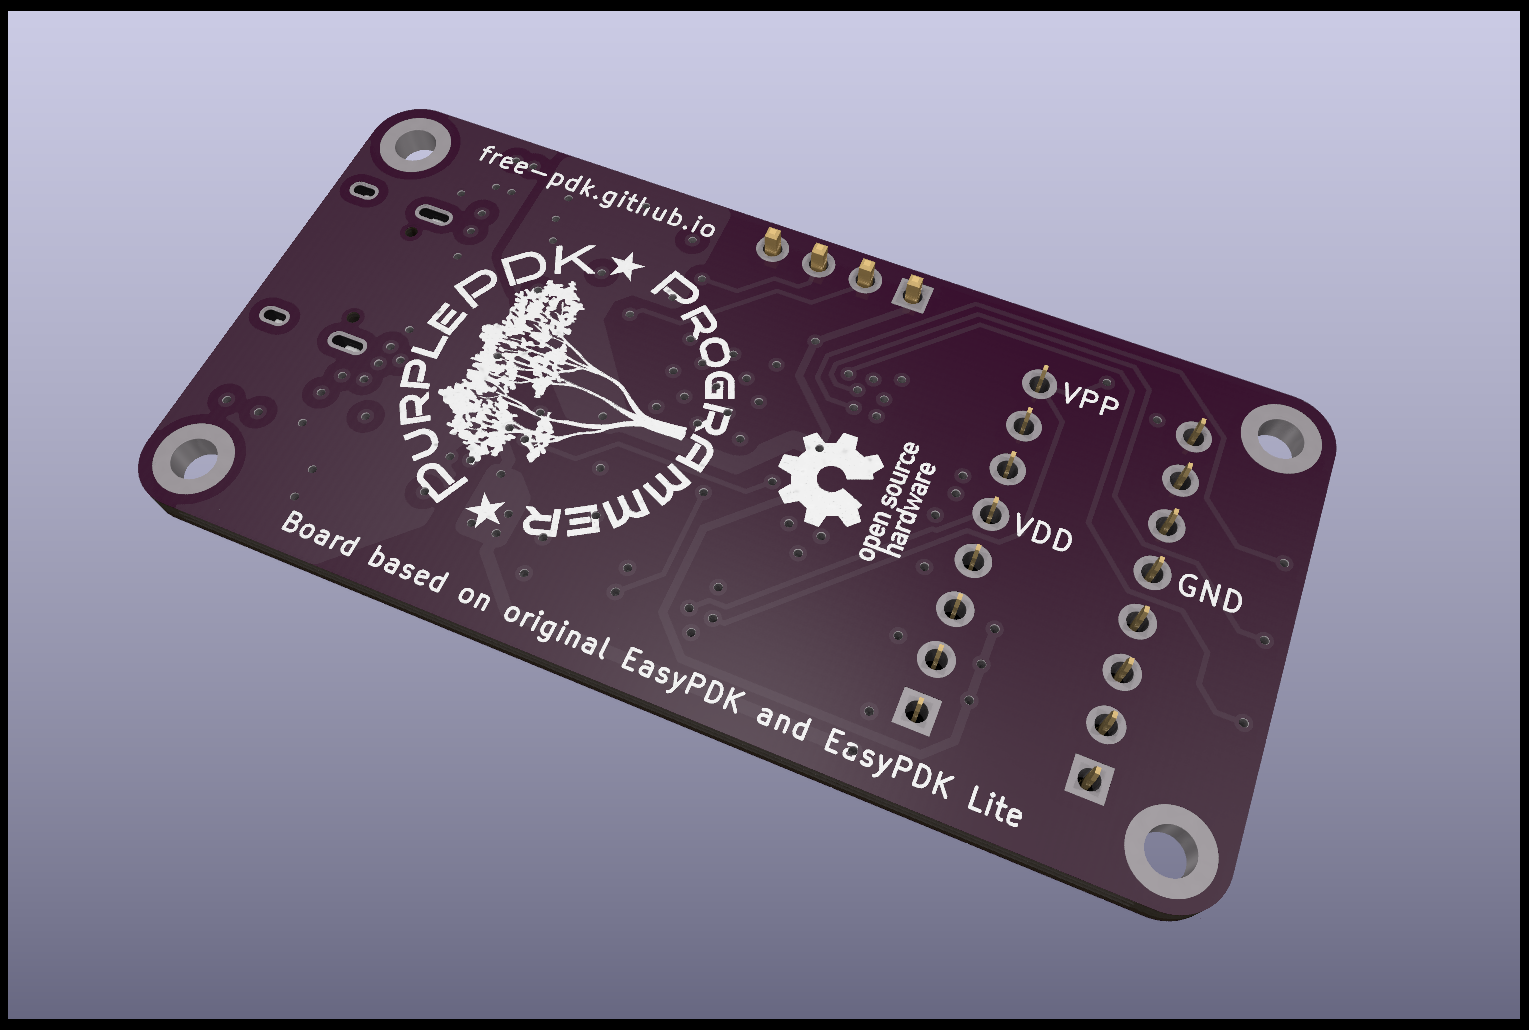 free-pdk.github.io
PURPLEPDK ★ PROGRAMMER ★
open source
hardware
VPP
VDD
GND
Board based on original EasyPDK and EasyPDK Lite